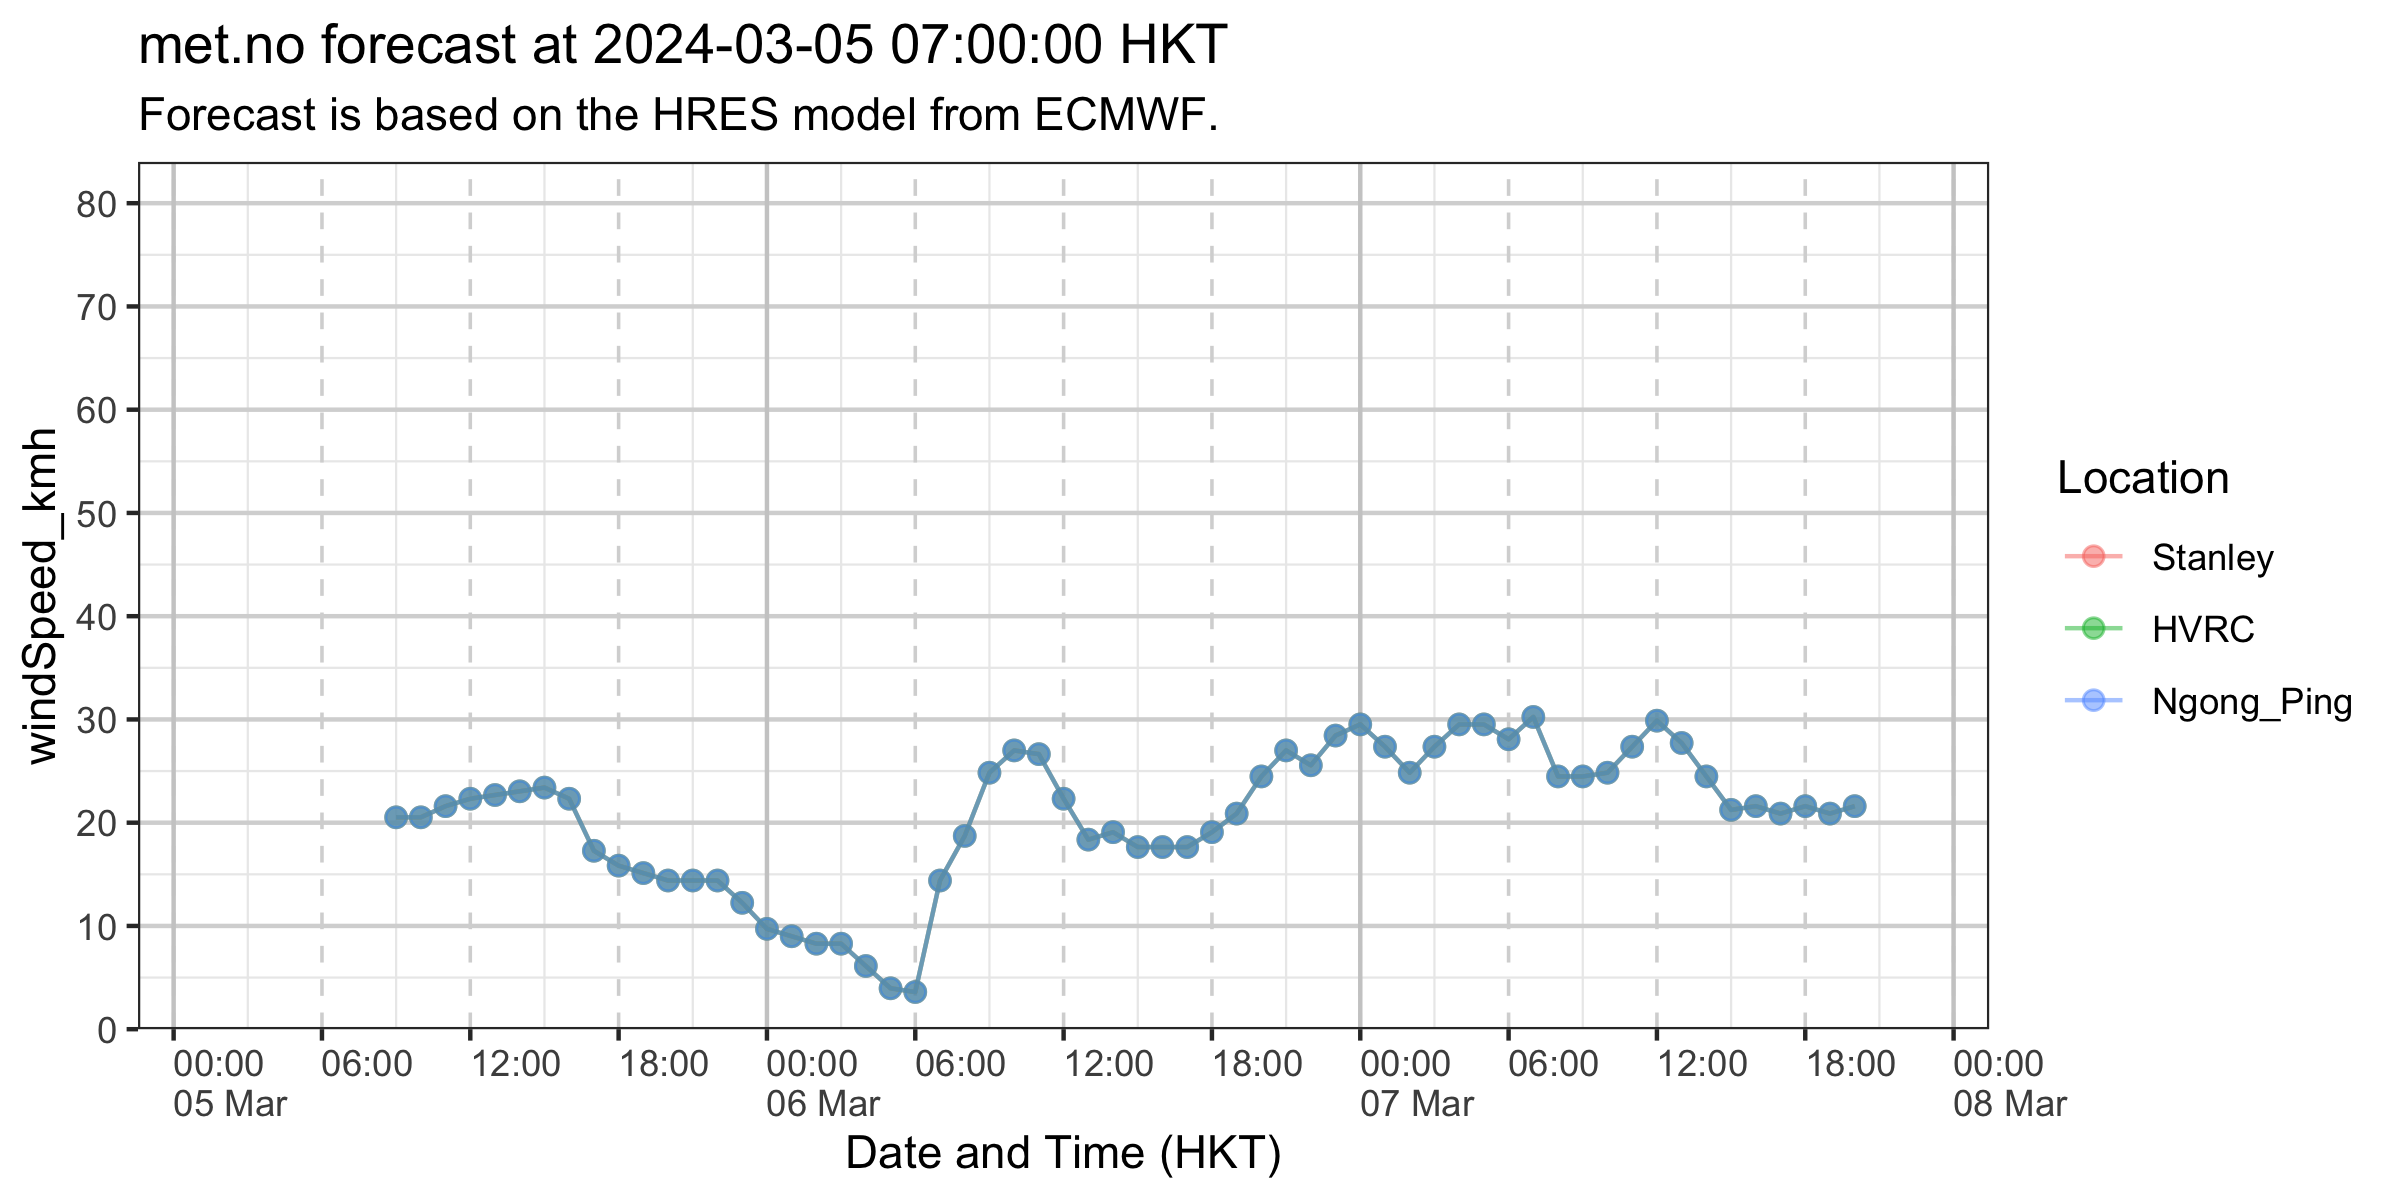 met.no forecast at 2024-03-05 07:00:00 HKT
Forecast is based on the HRES model from ECMWF.
windSpeed_kmh
80
70
60
50
40
30
20
10
0
00:00 06:00 12:00 18:00 00:00 06:00 12:00 18:00 00:00 06:00 12:00 18:00 00:00
05 Mar 06 Mar 07 Mar 08 Mar
Date and Time (HKT)
Location
Stanley
HVRC
Ngong_Ping